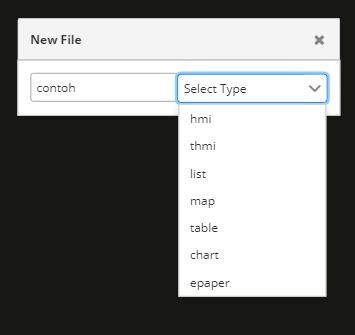 New File
contoh
Select Type
hmi
thmi
list
map
table
chart
epaper